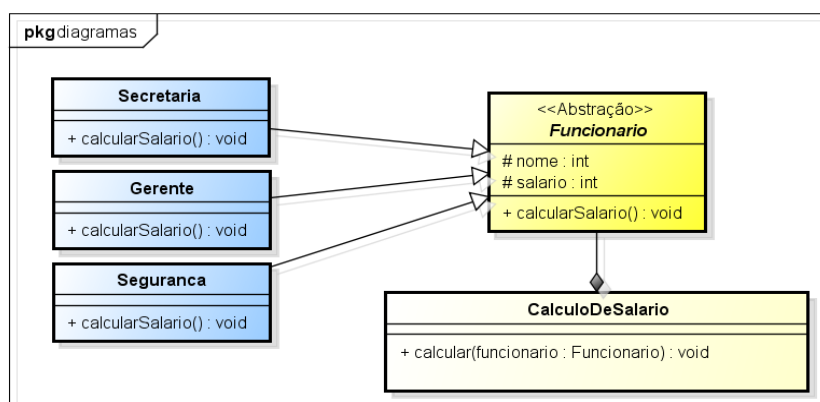 pkg diagramas
Secretaria
+ calcularSalario() : void
Gerente
+ calcularSalario() : void
Seguranca
+ calcularSalario() : void
<<Abstração>>
Funcionario
# nome : int
# salario : int
+ calcularSalario() : void
CalculoDeSalario
+ calcular(funcionario : Funcionario) : void